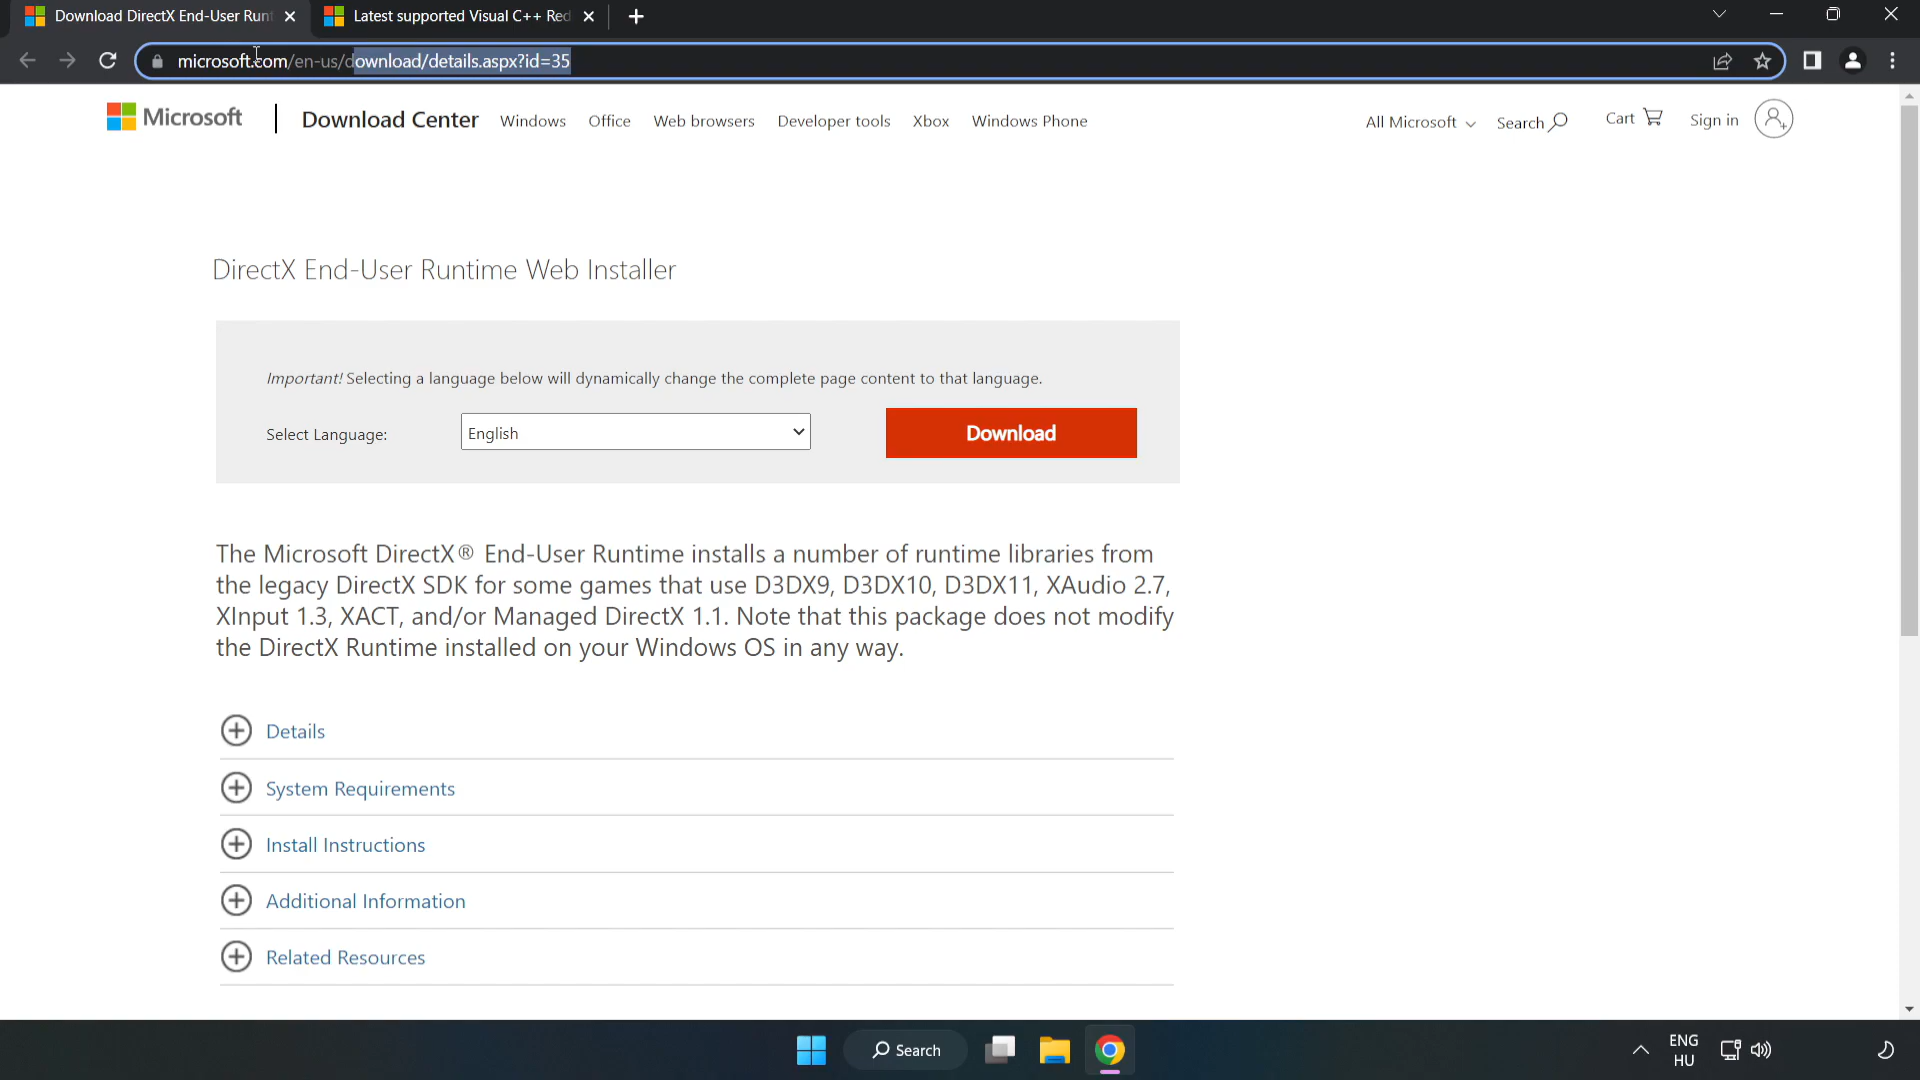 Download DirectX End-User Runt
Latest supported Visual C++ Red
microsoft.com/en-us/download/details.aspx?id=35
Microsoft
Download Center
Windows
Office
Web browsers
Developer tools
Xbox
Windows Phone
All Microsoft
Search
Cart
Sign in
DirectX End-User Runtime Web Installer
Important! Selecting a language below will dynamically change the complete page content to that language.
Select Language:
English
Download
The Microsoft DirectX® End-User Runtime installs a number of runtime libraries from
the legacy DirectX SDK for some games that use D3DX9, D3DX10, D3DX11, XAudio 2.7,
XInput 1.3, XACT, and/or Managed DirectX 1.1. Note that this package does not modify
the DirectX Runtime installed on your Windows OS in any way.
Details
System Requirements
Install Instructions
Additional Information
Related Resources
Search
ENG
HU